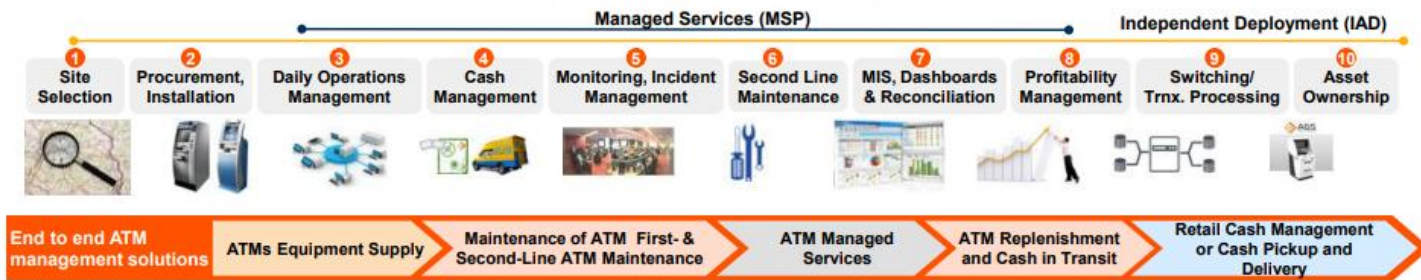 Managed Services (MSP)
Independent Deployment (IAD)
1
Site
Selection
2
Procurement,
Installation
3
Daily Operations
Management
4
Cash
Management
5
Monitoring, Incident
Management
6
Second Line
Maintenance
7
MIS, Dashboards
& Reconciliation
8
Profitability
Management
9
Switching/
Trnx. Processing
10
Asset
Ownership
AGS
End to end ATM
management solutions
ATMs Equipment Supply
Maintenance of ATM First- &
Second-Line ATM Maintenance
ATM Managed
Services
ATM Replenishment
and Cash in Transit
Retail Cash Management
or Cash Pickup and
Delivery